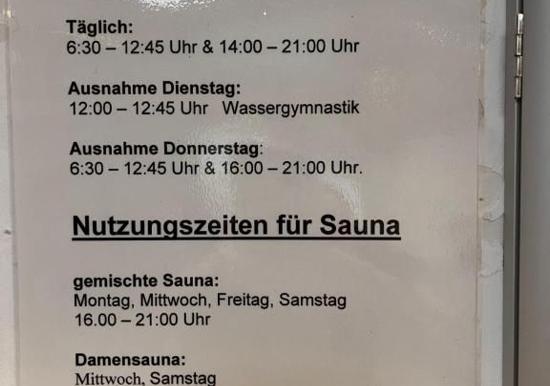 Täglich:
6:30 – 12:45 Uhr & 14:00 – 21:00 Uhr
Ausnahme Dienstag:
12:00 – 12:45 Uhr Wassergymnastik
Ausnahme Donnerstag:
6:30 – 12:45 Uhr & 16:00 – 21:00 Uhr.
Nutzungszeiten für Sauna
gemischte Sauna:
Montag, Mittwoch, Freitag, Samstag
16.00 – 21:00 Uhr
Damensauna:
Mittwoch, Samstag